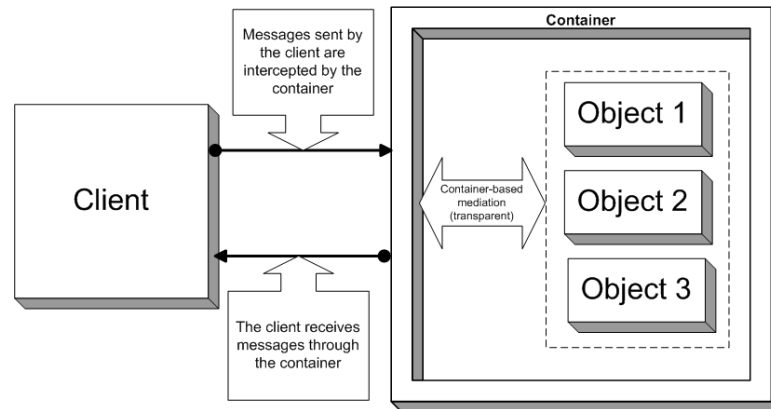 Container
Messages sent by
the client are
intercepted by the
container
Object 1
Client
Container-based
mediation
(transparent)
Object 2
Object 3
The client receives
messages through
the container